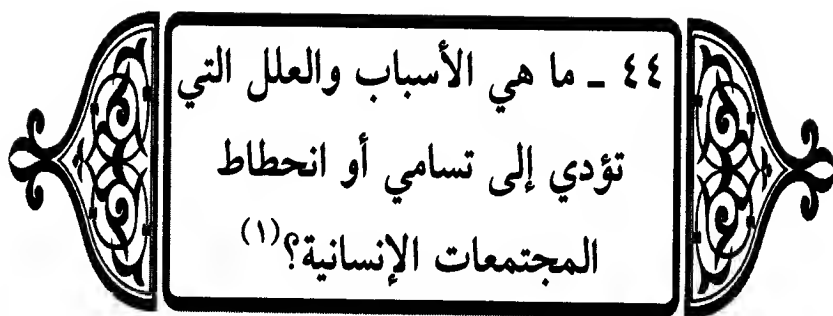 ٤٤ ـ ما هي الأسباب والعلل التي
تؤدي إلى تسامي أو انحطاط
المجتمعات الإنسانية؟(١)